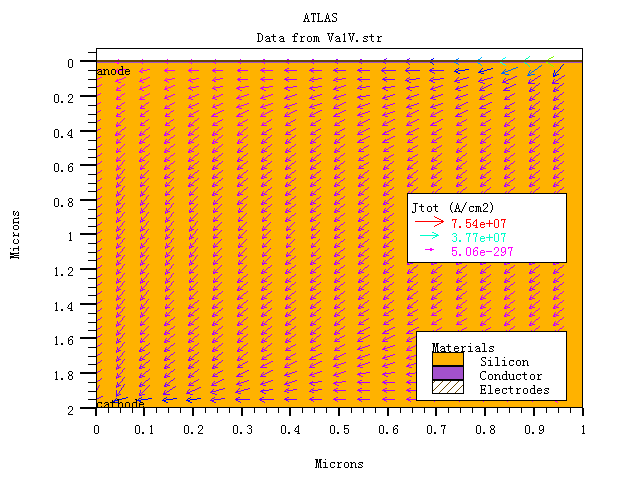 ATLAS
Data from Va1V.str
Microns
0
0.2
0.4
0.6
0.8
1
1.2
1.4
1.6
1.8
2
anode
cathode
Jtot (A/cm2)
7.54e+07
3.77e+07
5.06e-297
Materials
Silicon
Conductor
Electrodes
0 0.1 0.2 0.3 0.4 0.5 0.6 0.7 0.8 0.9 1
Microns